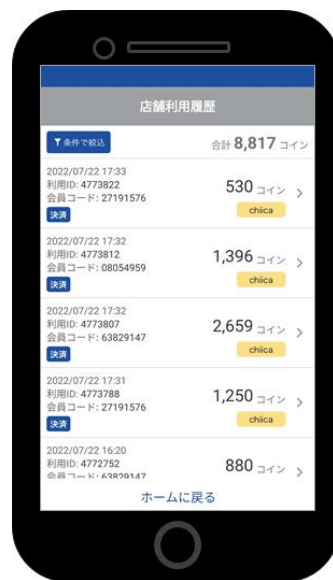 店舗利用履歴
条件で絞込
合計 8,817 コイン
2022/07/22 17:33
利用ID: 4773822
会員コード: 27191576
決済
530 コイン
chiica
2022/07/22 17:32
利用ID: 4773812
会員コード: 08054959
決済
1,396 コイン
chiica
2022/07/22 17:32
利用ID: 4773807
会員コード: 63829147
決済
2,659 コイン
chiica
2022/07/22 17:31
利用ID: 4773788
会員コード: 27191576
決済
1,250 コイン
chiica
2022/07/22 16:20
利用ID: 4772752
会員コード: 63829147
880 コイン
ホームに戻る